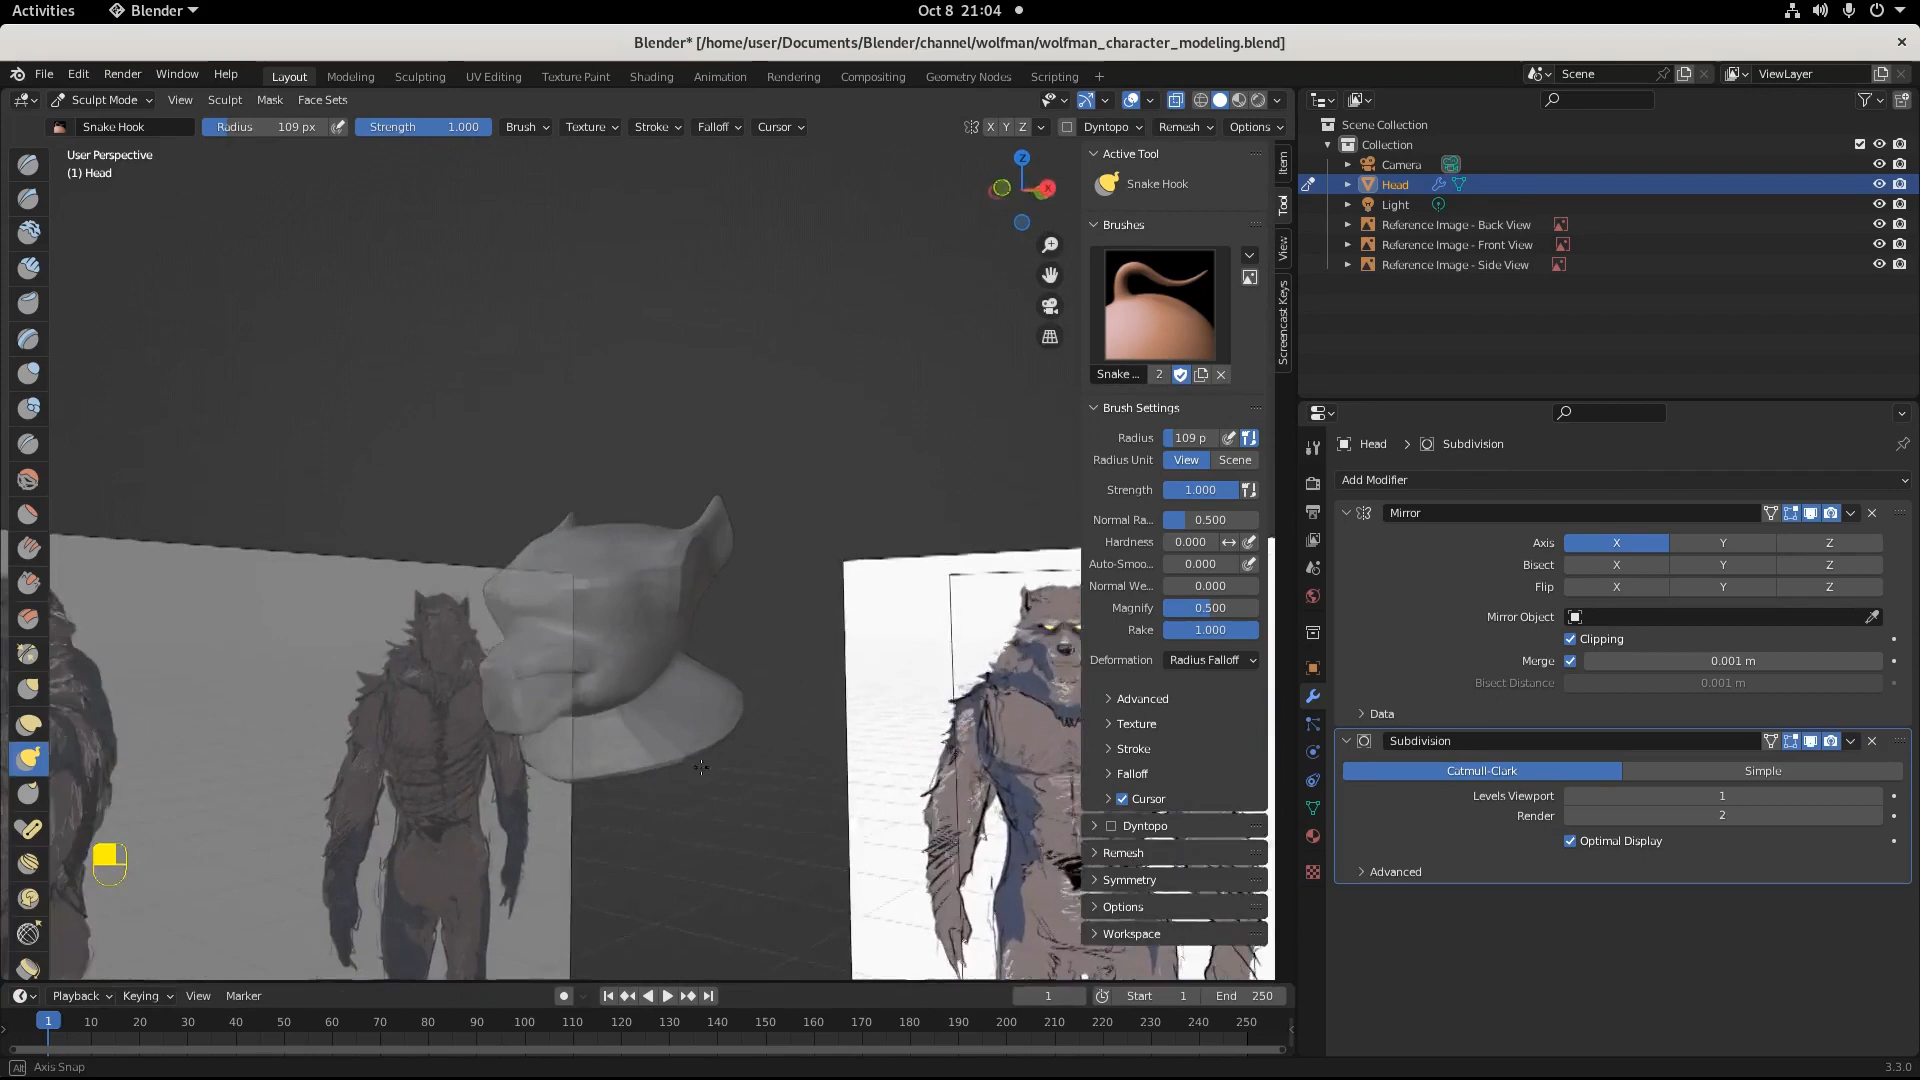 Activities Blender Oct 8 21:04
Blender* [/home/user/Documents/Blender/channel/wolfman/wolfman_character_modeling.blend]
File Edit Render Window Help Layout Modeling Sculpting UV Editing Texture Paint Shading Animation Rendering Compositing Geometry Nodes Scripting + Scene ViewLayer
Sculpt Mode View Sculpt Mask Face Sets
Snake Hook Radius 109 px Strength 1.000 Brush Texture Stroke Falloff Cursor X Y Z Dyntopo Remesh Options
User Perspective
(1) Head
Z
X
Active Tool
Snake Hook
Brushes
Snake ... 2
Brush Settings
Radius 109 p
Radius Unit View Scene
Strength 1.000
Normal Ra... 0.500
Hardness 0.000
Auto-Smoo... 0.000
Normal We... 0.000
Magnify 0.500
Rake 1.000
Deformation Radius Falloff
Advanced
Texture
Stroke
Falloff
Cursor
Dyntopo
Remesh
Symmetry
Options
Workspace
Item
Tool
View
Screencast Keys
Scene Collection
Collection
Camera
Head
Light
Reference Image - Back View
Reference Image - Front View
Reference Image - Side View
Head > Subdivision
Add Modifier
Mirror
Axis X Y Z
Bisect X Y Z
Flip X Y Z
Mirror Object
Clipping
Merge 0.001 m
Bisect Distance 0.001 m
Data
Subdivision
Catmull-Clark Simple
Levels Viewport 1
Render 2
Optimal Display
Advanced
Playback Keying View Marker 1 Start 1 End 250
1 10 20 30 40 50 60 70 80 90 100 110 120 130 140 150 160 170 180 190 200 210 220 230 240 250
Alt Axis Snap 3.3.0